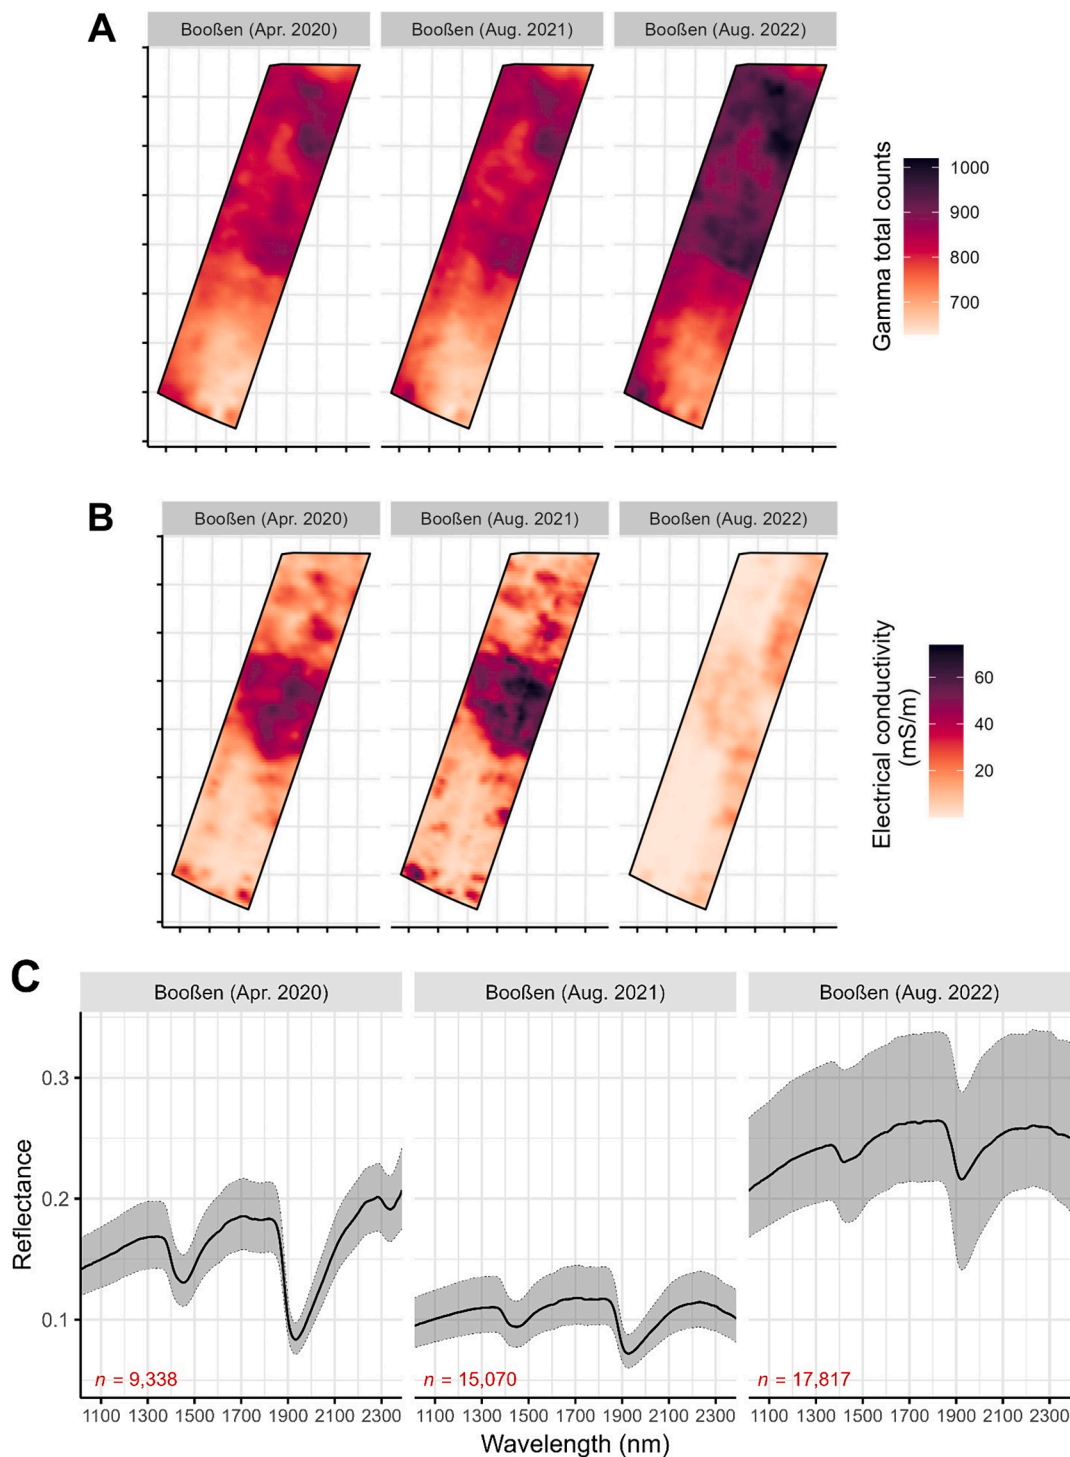 A
Booßen (Apr. 2020)
Booßen (Aug. 2021)
Booßen (Aug. 2022)
Gamma total counts
1000
900
800
700
B
Booßen (Apr. 2020)
Booßen (Aug. 2021)
Booßen (Aug. 2022)
Electrical conductivity
(mS/m)
60
40
20
C
Booßen (Apr. 2020)
Booßen (Aug. 2021)
Booßen (Aug. 2022)
Reflectance
0.3
0.2
0.1
n = 9,338
n = 15,070
n = 17,817
1100 1300 1500 1700 1900 2100 2300
1100 1300 1500 1700 1900 2100 2300
1100 1300 1500 1700 1900 2100 2300
Wavelength (nm)